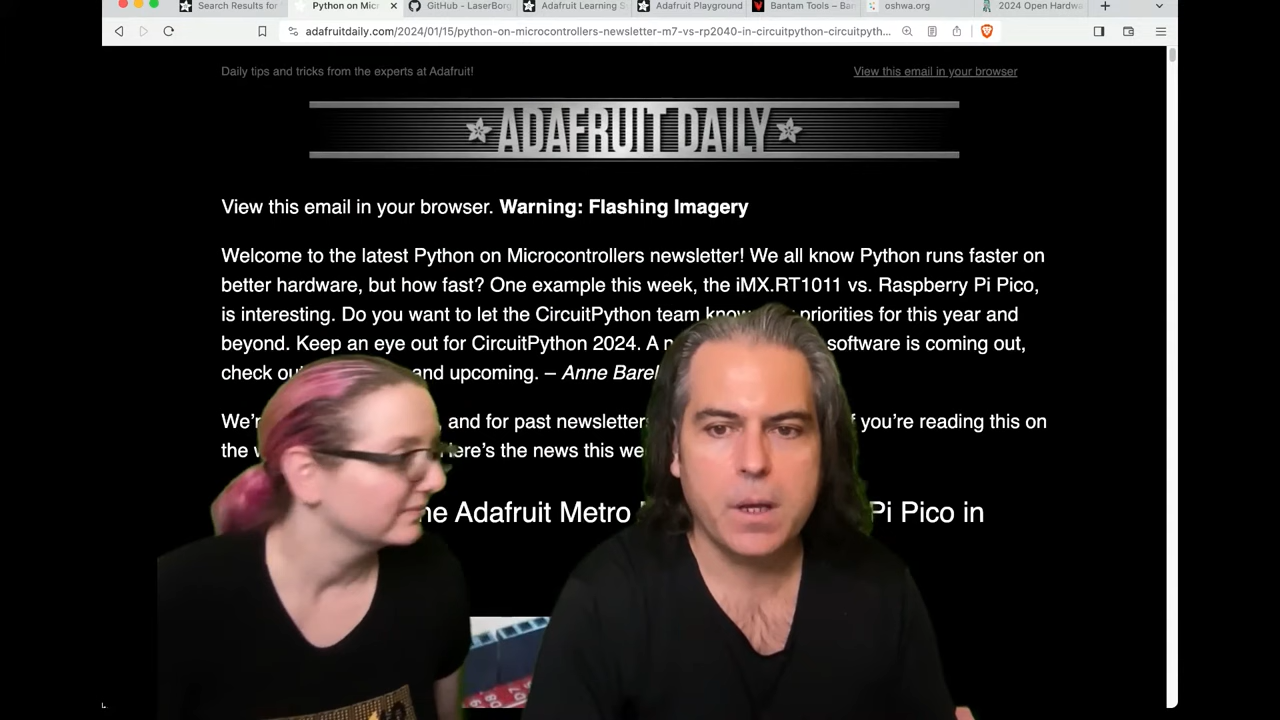 Search Results for
Python on Micr
GitHub - LaserBorg
Adafruit Learning S
Adafruit Playground
Bantam Tools – Ban
oshwa.org
2024 Open Hardwa
adafruitdaily.com/2024/01/15/python-on-microcontrollers-newsletter-m7-vs-rp2040-in-circuitpython-circuitpyth...
Daily tips and tricks from the experts at Adafruit!
View this email in your browser
ADAFRUIT DAILY
View this email in your browser. Warning: Flashing Imagery
Welcome to the latest Python on Microcontrollers newsletter! We all know Python runs faster on
better hardware, but how fast? One example this week, the iMX.RT1011 vs. Raspberry Pi Pico,
is interesting. Do you want to let the CircuitPython team know priorities for this year and
beyond. Keep an eye out for CircuitPython 2024. A software is coming out,
check and upcoming. – Anne Barel
and for past newsletters you're reading this on
the here's the news this we
the Adafruit Metro Pi Pico in